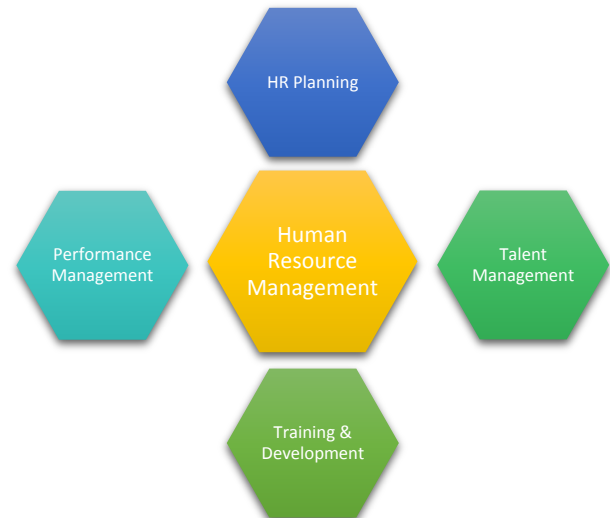 HR Planning
Human
Resource
Management
Performance
Management
Talent
Management
Training &
Development